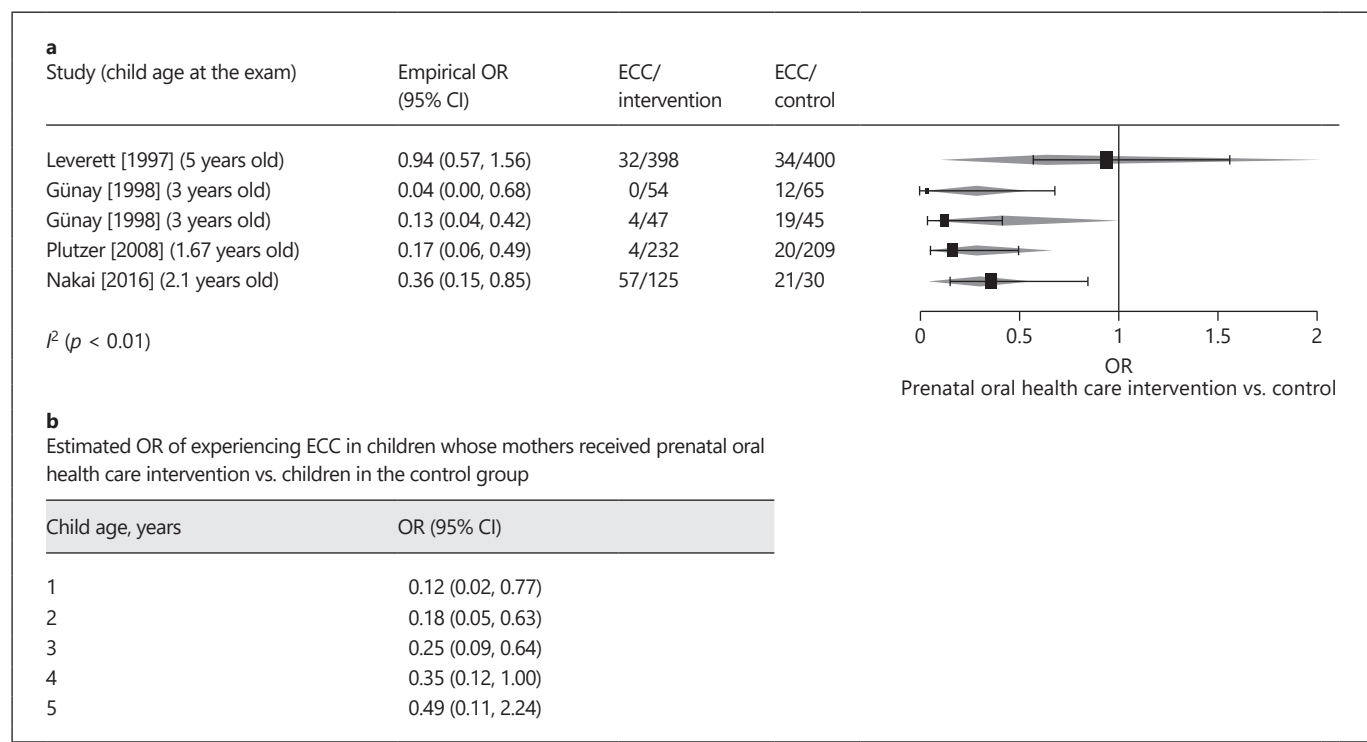 a
Study (child age at the exam) Empirical OR (95% CI) ECC/ intervention ECC/ control
Leverett [1997] (5 years old) 0.94 (0.57, 1.56) 32/398 34/400
Günay [1998] (3 years old) 0.04 (0.00, 0.68) 0/54 12/65
Günay [1998] (3 years old) 0.13 (0.04, 0.42) 4/47 19/45
Plutzer [2008] (1.67 years old) 0.17 (0.06, 0.49) 4/232 20/209
Nakai [2016] (2.1 years old) 0.36 (0.15, 0.85) 57/125 21/30
I² (p < 0.01)
0 0.5 1 1.5 2
OR
Prenatal oral health care intervention vs. control
b
Estimated OR of experiencing ECC in children whose mothers received prenatal oral
health care intervention vs. children in the control group
Child age, years OR (95% CI)
1 0.12 (0.02, 0.77)
2 0.18 (0.05, 0.63)
3 0.25 (0.09, 0.64)
4 0.35 (0.12, 1.00)
5 0.49 (0.11, 2.24)